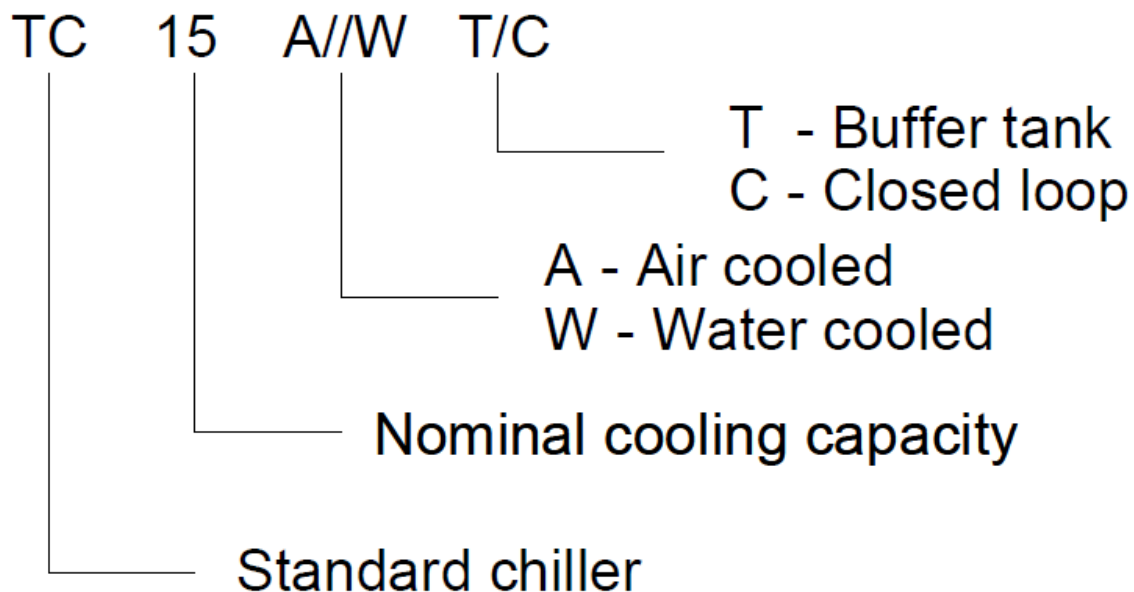 TC 15 A//W T/C
T - Buffer tank
C - Closed loop
A - Air cooled
W - Water cooled
Nominal cooling capacity
Standard chiller